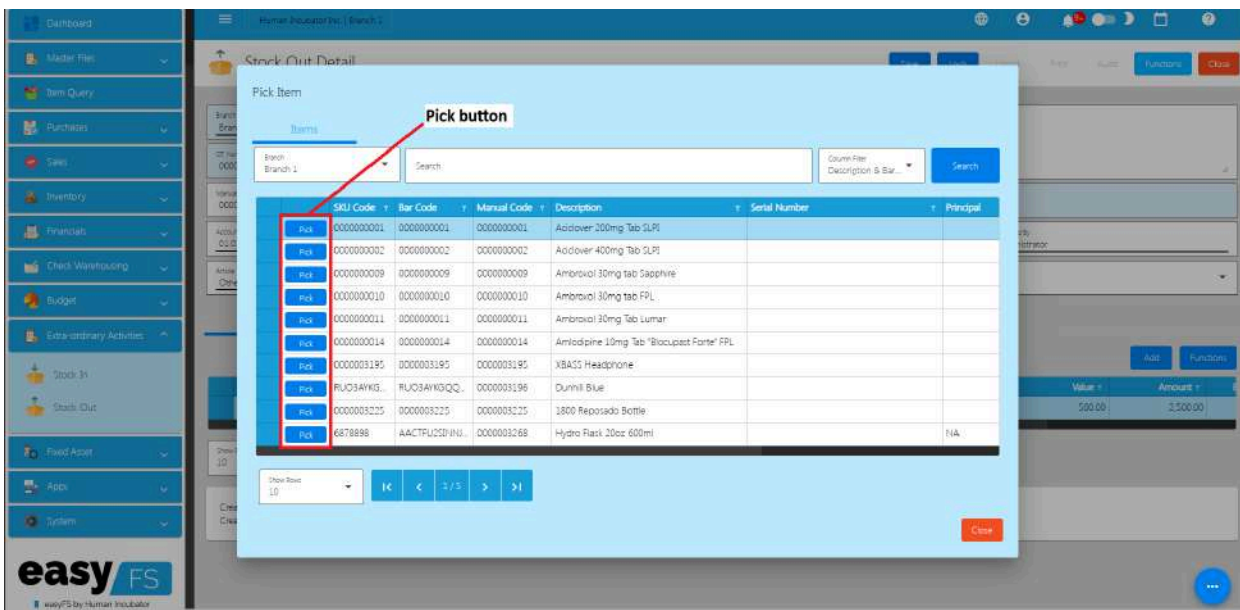 Dashboard
Human Incubator Inc. | Branch 1
Master Files
Stock Out Detail
Functions
Close
Item Query
Pick Item
Pick button
Purchases
Items
Sales
Branch
Branch 1
Search
Column Filter
Description & Bar...
Search
Inventory
SKU Code
Bar Code
Manual Code
Description
Serial Number
Principal
Financials
Pick 0000000001 0000000001 0000000001 Aciclover 200mg Tab SLPI
Pick 0000000002 0000000002 0000000002 Aciclover 400mg Tab SLPI
Check Warehousing
Pick 0000000009 0000000009 0000000009 Ambroxol 30mg tab Sapphire
Budget
Pick 0000000010 0000000010 0000000010 Ambroxol 30mg tab FPL
Pick 0000000011 0000000011 0000000011 Ambroxol 30mg Tab Lumar
Extra-ordinary Activities
Pick 0000000014 0000000014 0000000014 Amlodipine 10mg Tab "Blocupast Forte" FPL
Add
Functions
Stock In
Pick 0000003195 0000003195 0000003195 XBASS Headphone
Pick RUO3AYKG... RUO3AYKGQQ... 0000003196 Dunhill Blue
Value
Amount
Stock Out
Pick 0000003225 0000003225 0000003225 1800 Reposado Bottle
500.00
2,500.00
Pick 6878898 0000003268 Hydro Flask 20oz 600ml NA
Fixed Asset
Show Rows
10
1/5
Apps
System
Close
easy FS
easyFS by Human Incubator